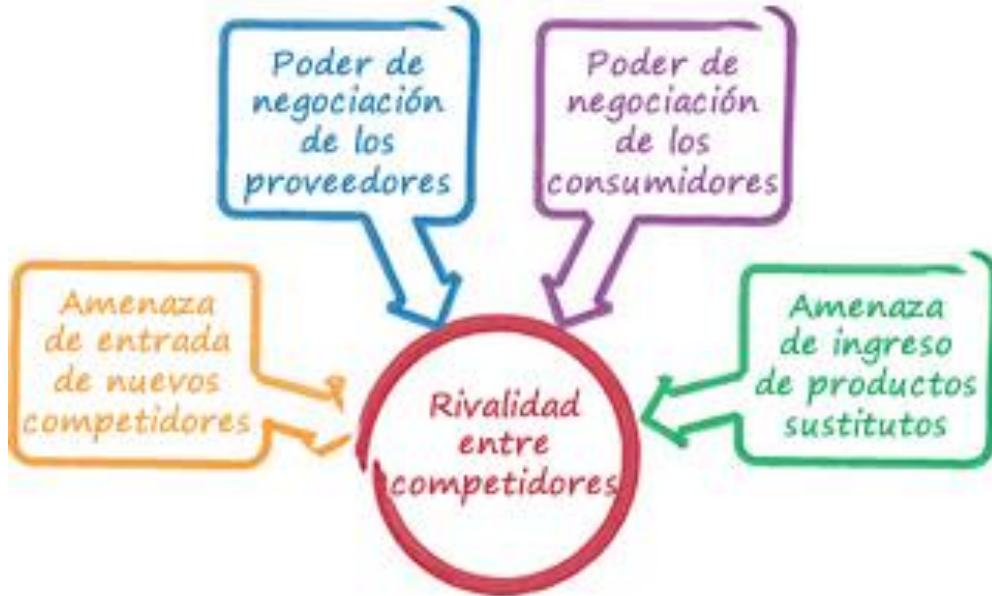 Poder de
negociación
de los
proveedores
Poder de
negociación
de los
consumidores
Amenaza
de entrada
de nuevos
competidores
Amenaza
de ingreso
de productos
sustitutos
Rivalidad
entre
competidores